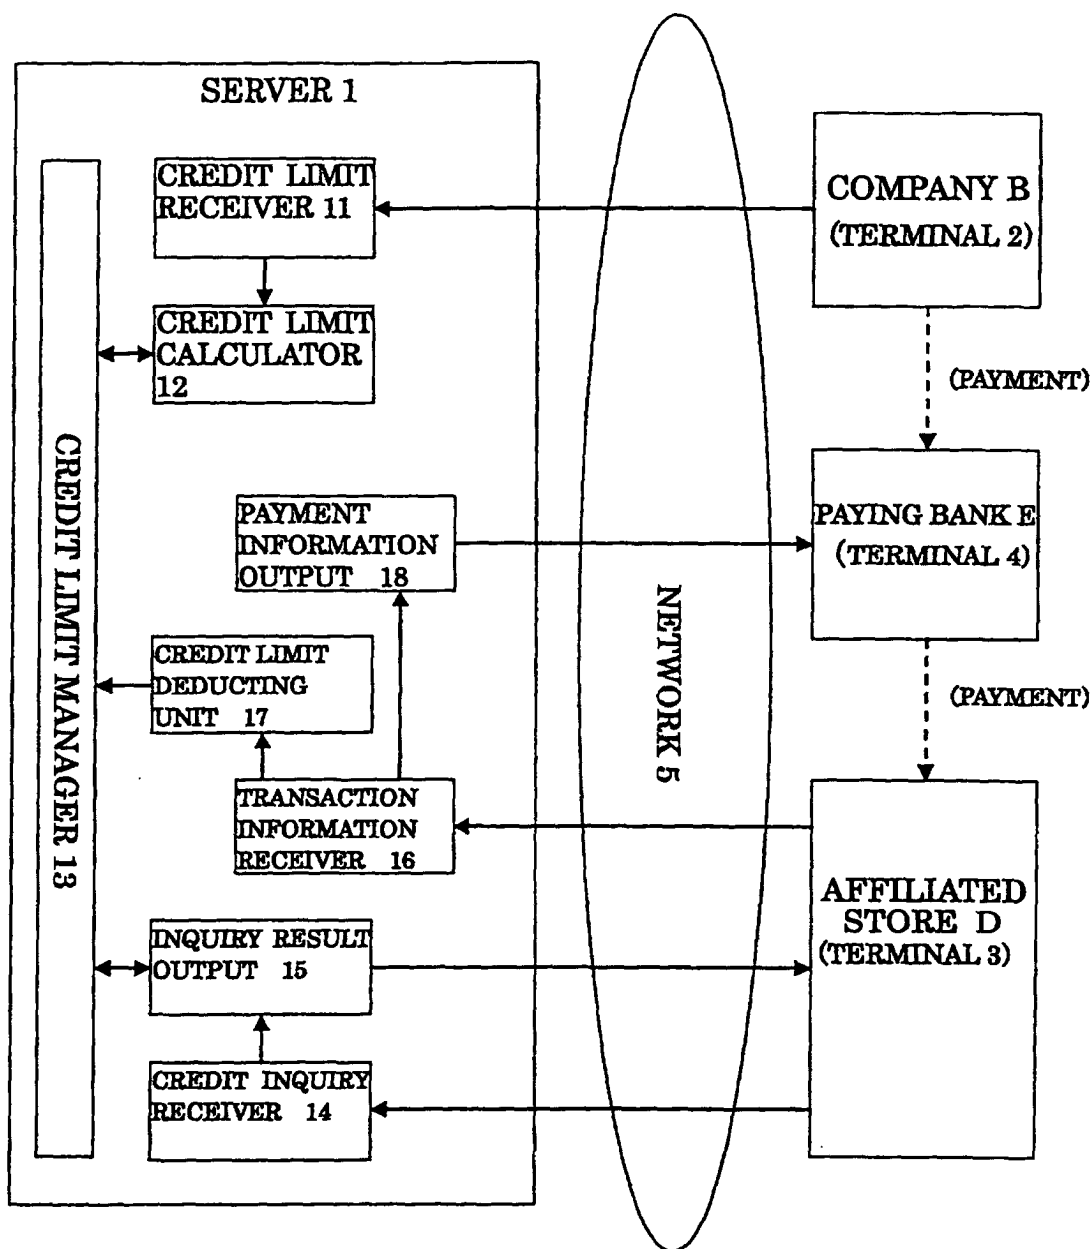 SERVER 1
CREDIT LIMIT
RECEIVER 11
CREDIT LIMIT
CALCULATOR
12
CREDIT LIMIT MANAGER 13
PAYMENT
INFORMATION
OUTPUT 18
CREDIT LIMIT
DEDUCTING
UNIT 17
TRANSACTION
INFORMATION
RECEIVER 16
INQUIRY RESULT
OUTPUT 15
CREDIT INQUIRY
RECEIVER 14
NETWORK 5
COMPANY B
(TERMINAL 2)
(PAYMENT)
PAYING BANK E
(TERMINAL 4)
(PAYMENT)
AFFILIATED
STORE D
(TERMINAL 3)